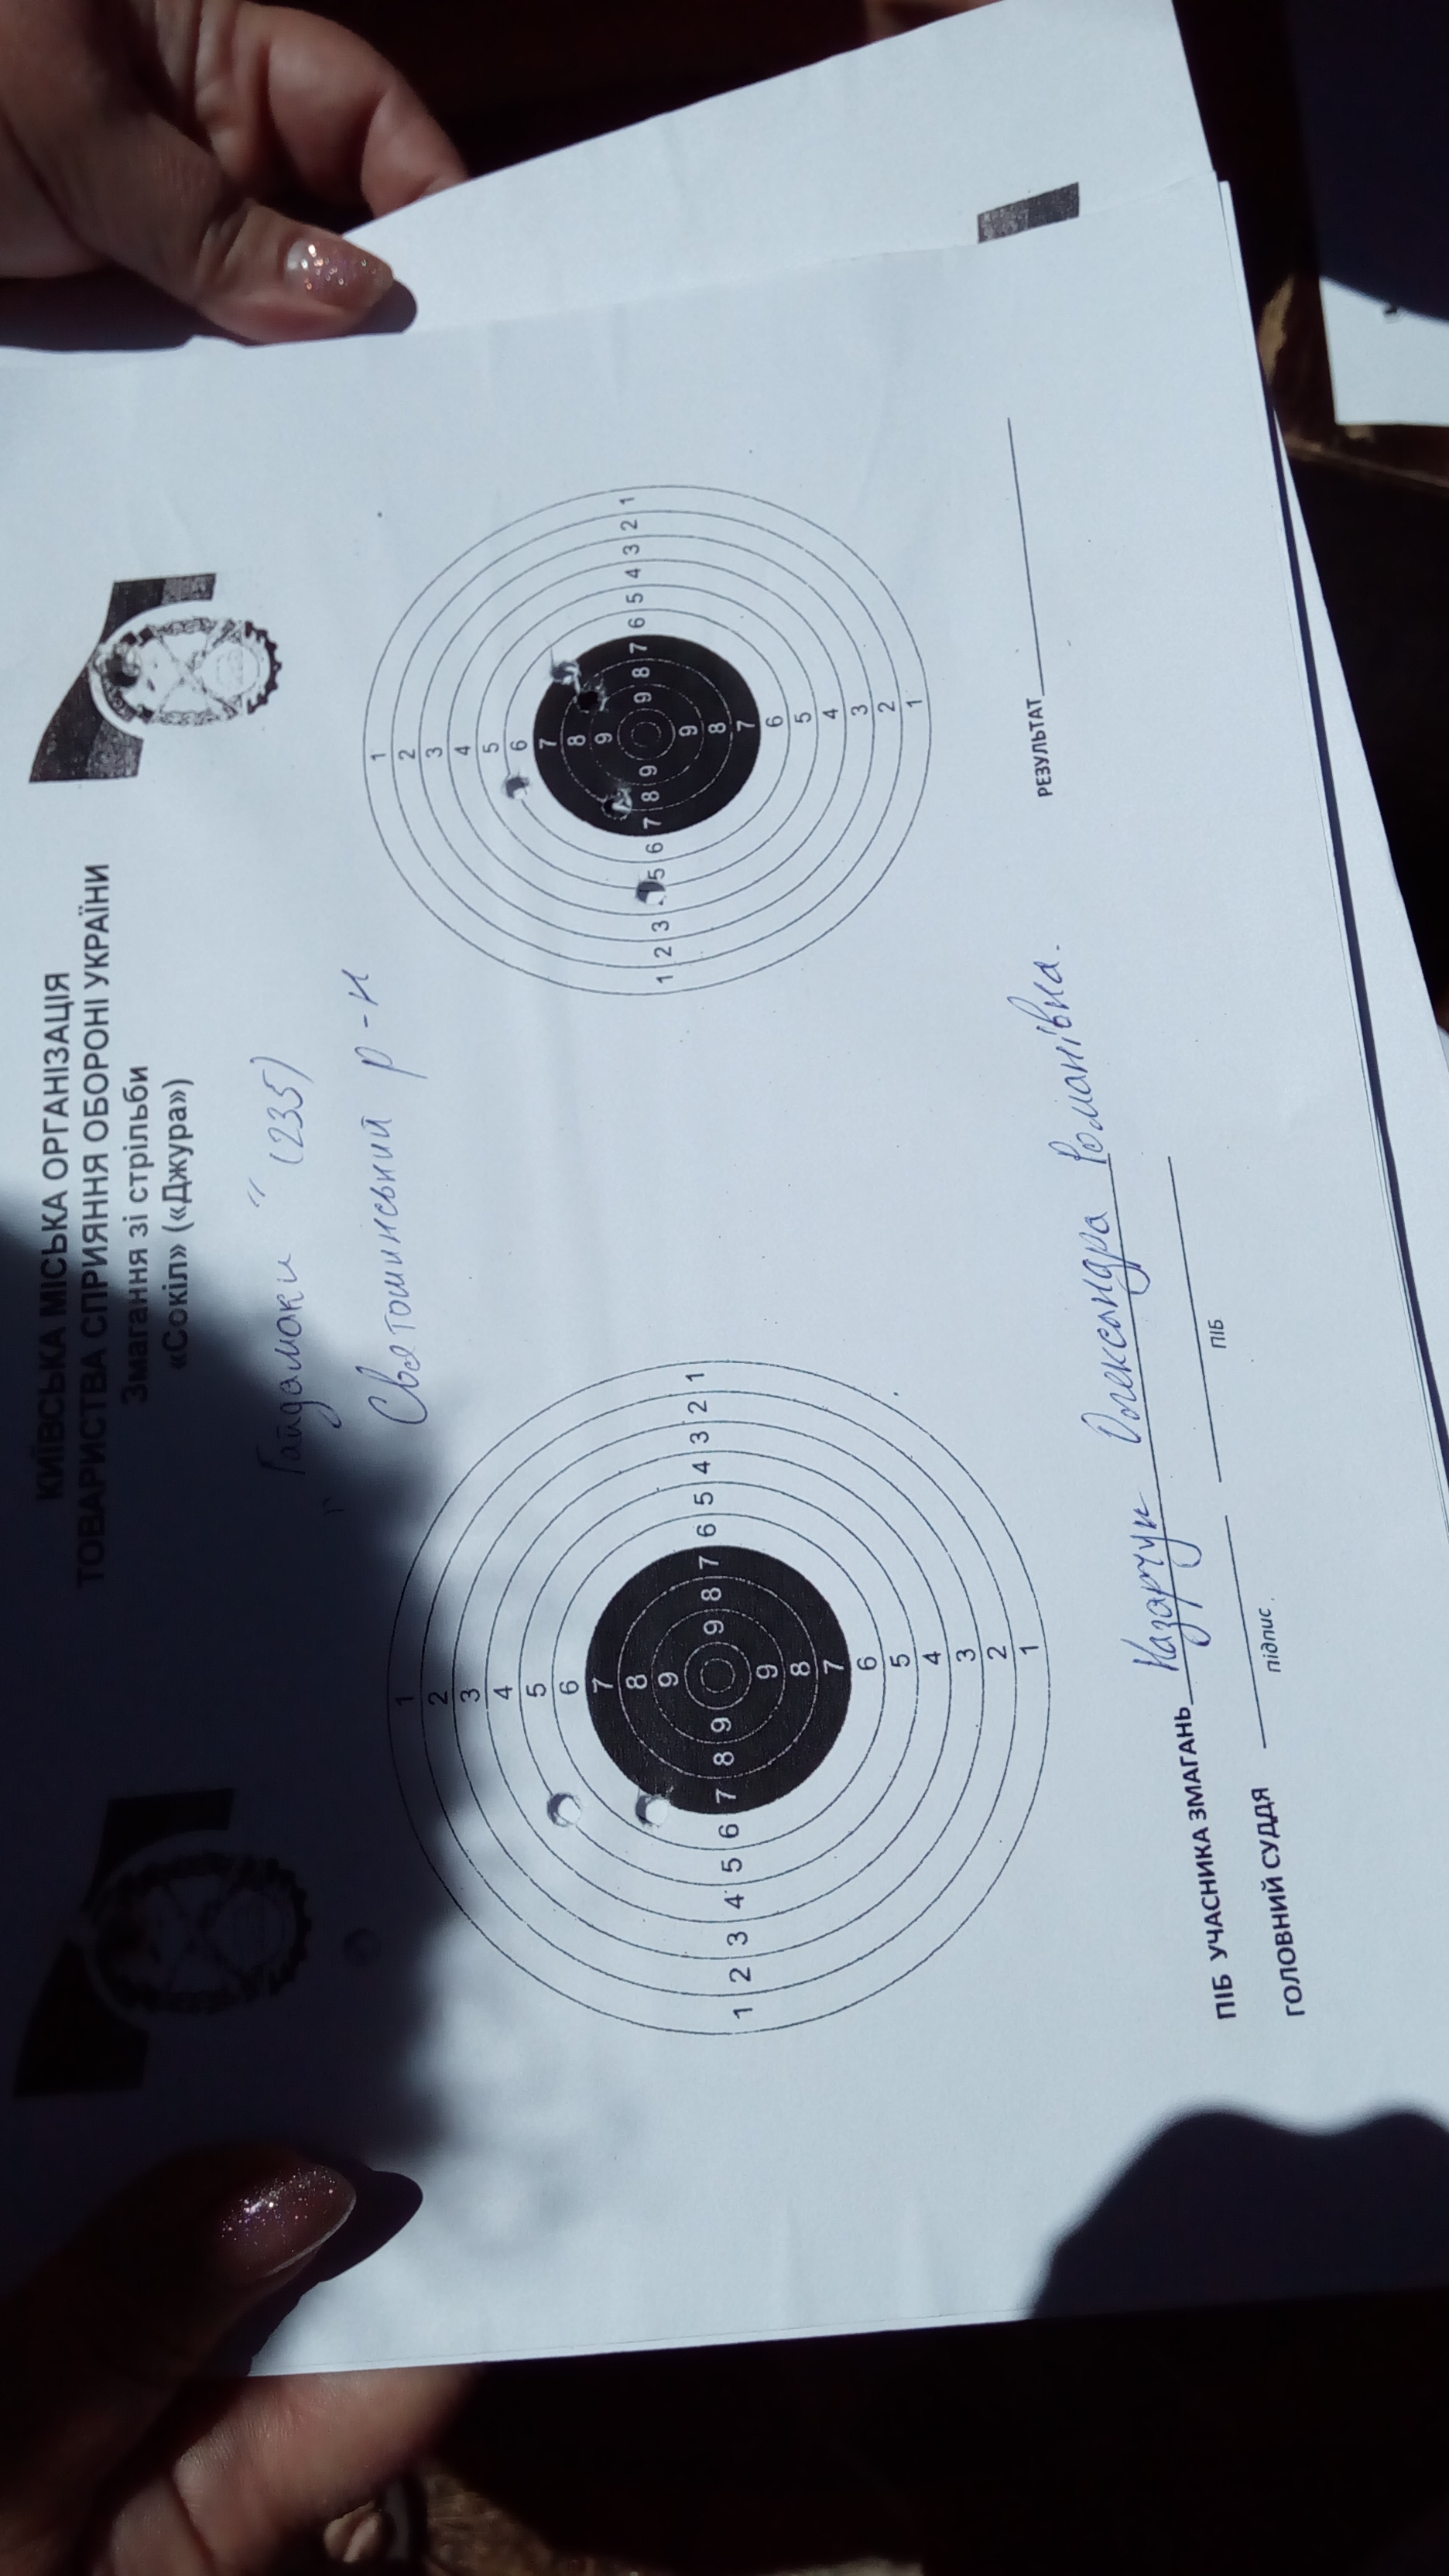 КИЇВСЬКА МІСЬКА ОРГАНІЗАЦІЯ
ТОВАРИСТВА СПРИЯННЯ ОБОРОНІ УКРАЇНИ
Змагання зі стрільби
«Сокіл» («Джура»)
"Гайдамаки" (235)
Святошинський р-н
1 2 3 4 5 6 7 8 9
9 8 7 6 5 4 3 2 1
1 2 3 4 5 6 7 8 9
9 8 7 6 5 4 3 2 1
1 2 3 4 5 6 7 8 9
9 8 7 6 5 4 3 2 1
1 2 3 5 6 7 8 9
9 8 7 6 5 4 3 2 1
РЕЗУЛЬТАТ
ПІБ УЧАСНИКА ЗМАГАНЬ Назарчук Олександра Романівна.
ГОЛОВНИЙ СУДДЯ
підпис. ПІБ